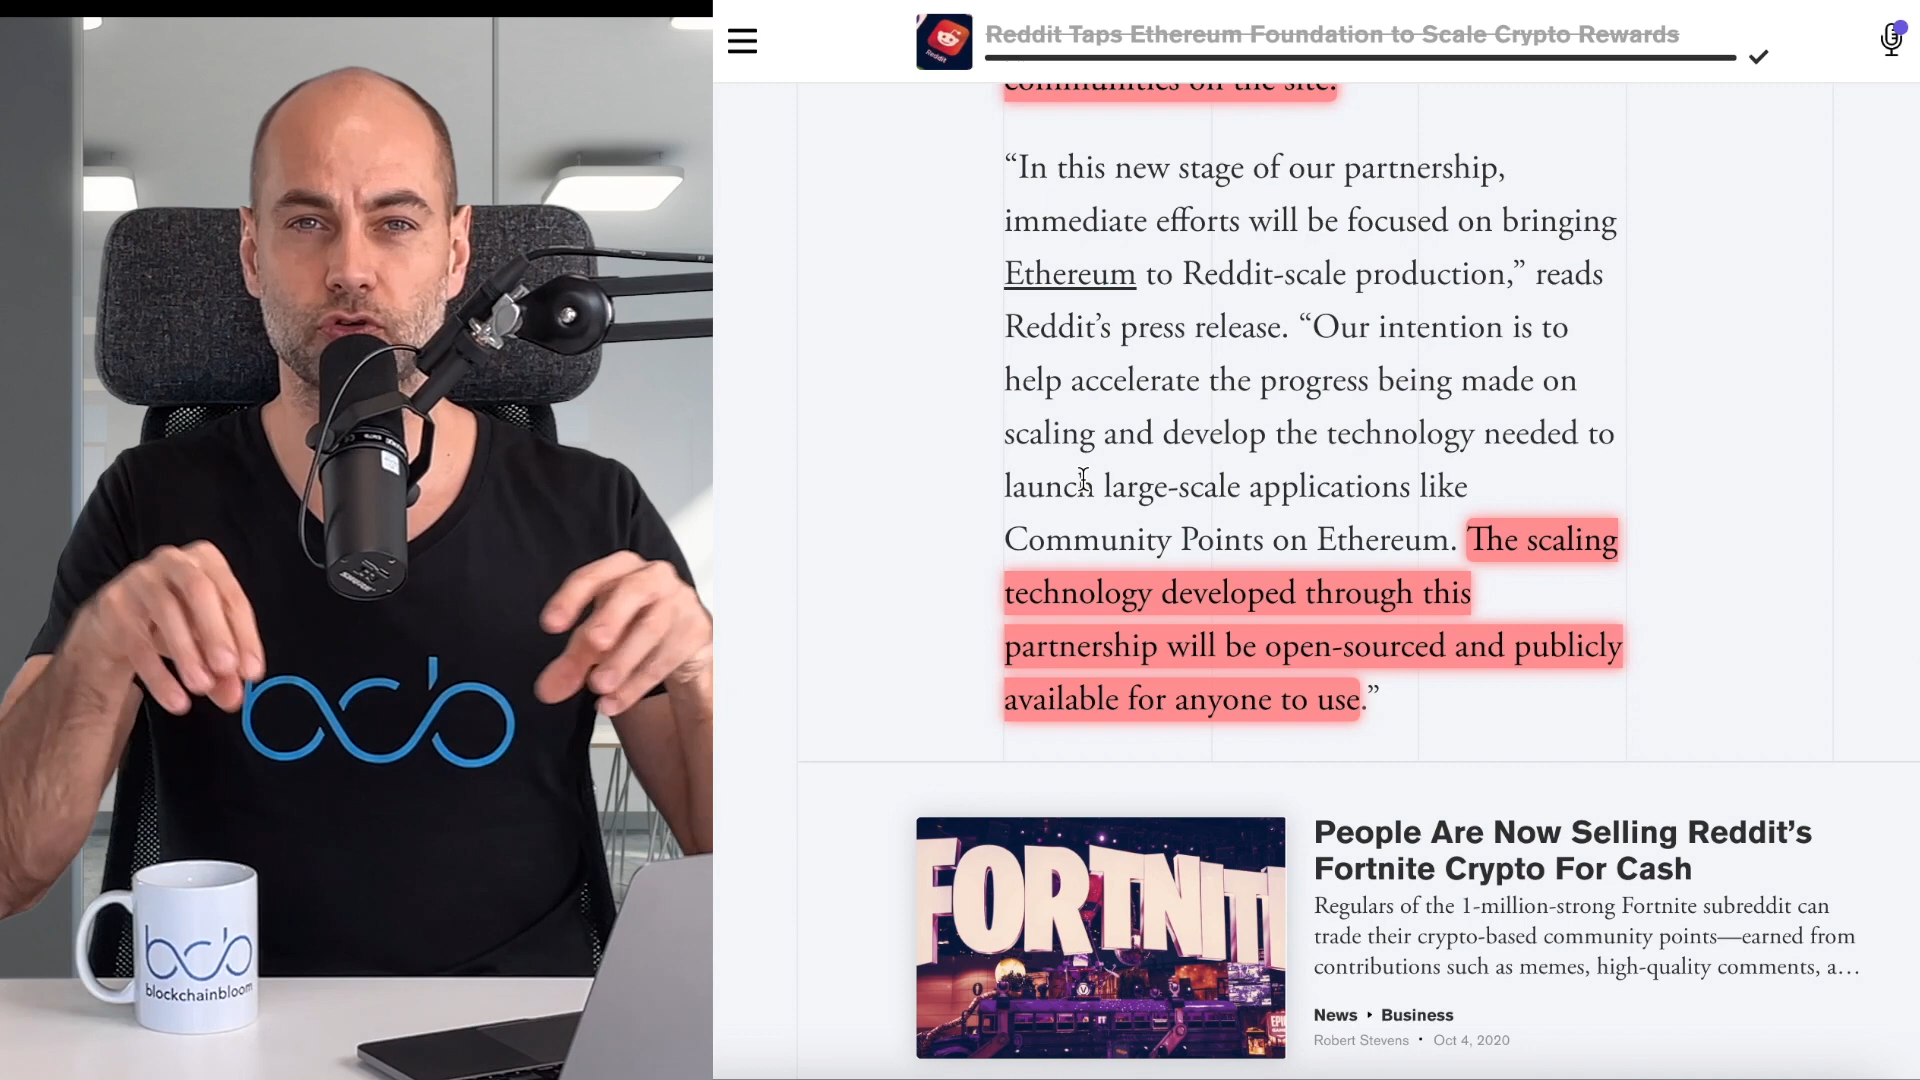 Reddit Taps Ethereum Foundation to Scale Crypto Rewards
Reddit
communities on the site.
“In this new stage of our partnership,
immediate efforts will be focused on bringing
Ethereum to Reddit-scale production,” reads
Reddit’s press release. “Our intention is to
help accelerate the progress being made on
scaling and develop the technology needed to
launch large-scale applications like
Community Points on Ethereum. The scaling
technology developed through this
partnership will be open-sourced and publicly
available for anyone to use.”
SHURE
bcb
bcb
blockchainbloom
FORTNITE
People Are Now Selling Reddit’s
Fortnite Crypto For Cash
Regulars of the 1-million-strong Fortnite subreddit can
trade their crypto-based community points—earned from
contributions such as memes, high-quality comments, a…
News ‣ Business
Robert Stevens • Oct 4, 2020